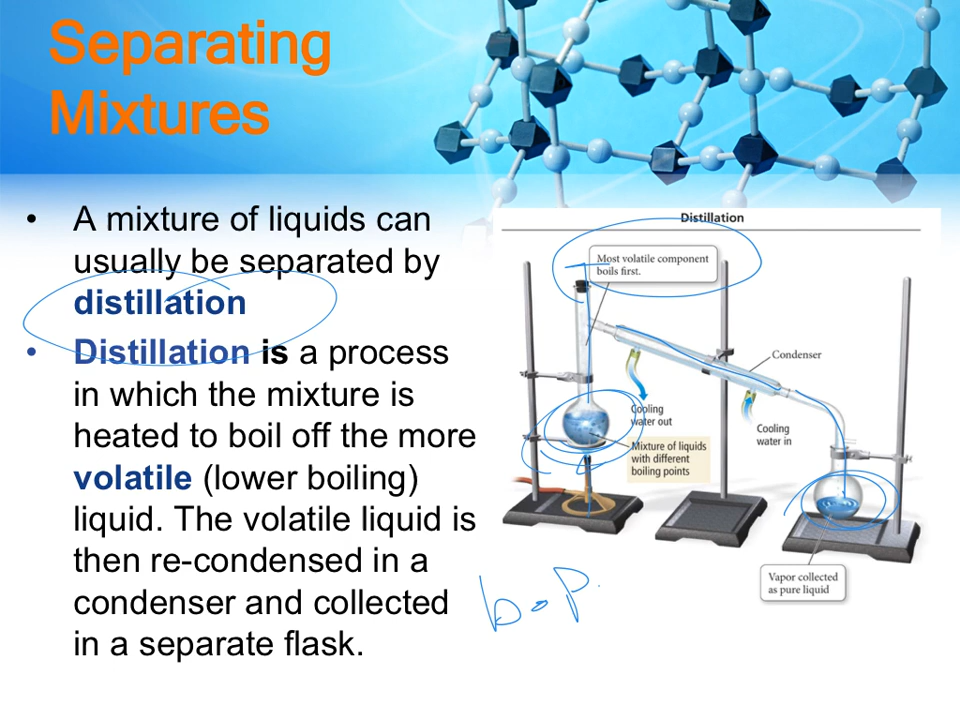 Separating
Mixtures
• A mixture of liquids can
usually be separated by
distillation
• Distillation is a process
in which the mixture is
heated to boil off the more
volatile (lower boiling)
liquid. The volatile liquid is
then re-condensed in a
condenser and collected
in a separate flask.
Distillation
Most volatile component
boils first.
Condenser
Cooling
water out
Cooling
water in
Mixture of liquids
with different
boiling points
Vapor collected
as pure liquid
b.p.